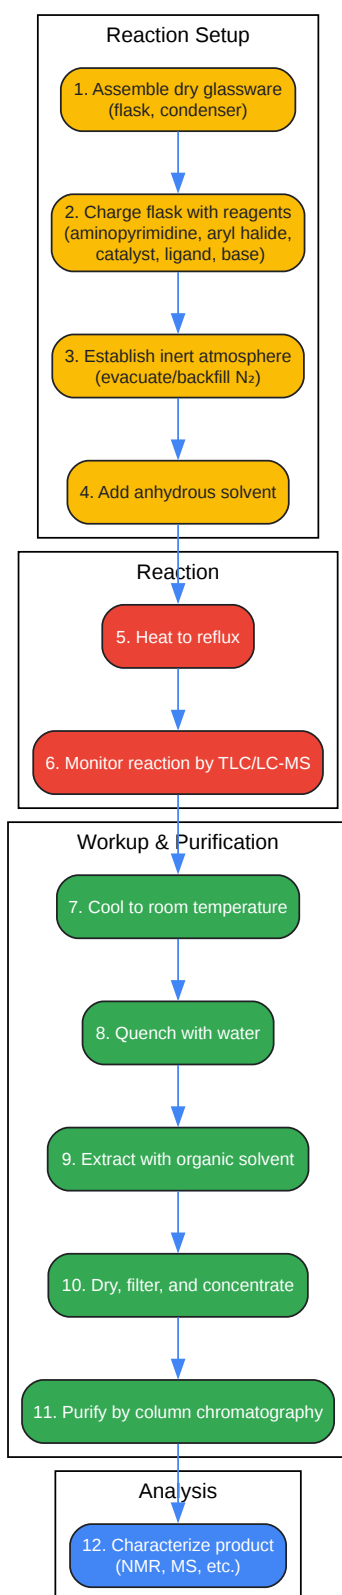 Reaction Setup
1. Assemble dry glassware
(flask, condenser)
2. Charge flask with reagents
(aminopyrimidine, aryl halide,
catalyst, ligand, base)
3. Establish inert atmosphere
(evacuate/backfill N₂)
4. Add anhydrous solvent
Reaction
5. Heat to reflux
6. Monitor reaction by TLC/LC-MS
Workup & Purification
7. Cool to room temperature
8. Quench with water
9. Extract with organic solvent
10. Dry, filter, and concentrate
11. Purify by column chromatography
Analysis
12. Characterize product
(NMR, MS, etc.)